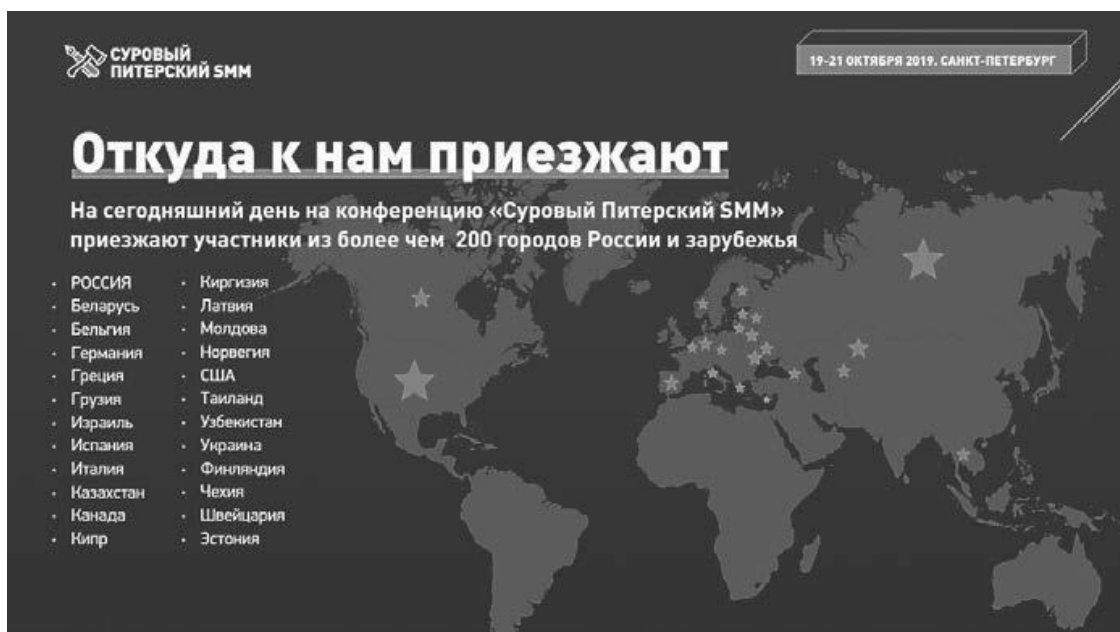 СУРОВЫЙ
ПИТЕРСКИЙ SMM
19-21 ОКТЯБРЯ 2019. САНКТ-ПЕТЕРБУРГ
Откуда к нам приезжают
На сегодняшний день на конференцию «Суровый Питерский SMM»
приезжают участники из более чем 200 городов России и зарубежья
· РОССИЯ
· Беларусь
· Бельгия
· Германия
· Греция
· Грузия
· Израиль
· Испания
· Италия
· Казахстан
· Канада
· Кипр
· Киргизия
· Латвия
· Молдова
· Норвегия
· США
· Таиланд
· Узбекистан
· Украина
· Финляндия
· Чехия
· Швейцария
· Эстония